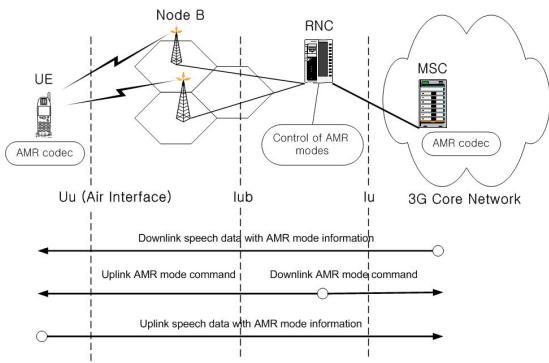 Node B
RNC
UE
MSC
AMR codec
Control of AMR
modes
AMR codec
Uu (Air Interface)
Iub
Iu
3G Core Network
Downlink speech data with AMR mode information
Uplink AMR mode command
Downlink AMR mode command
Uplink speech data with AMR mode information